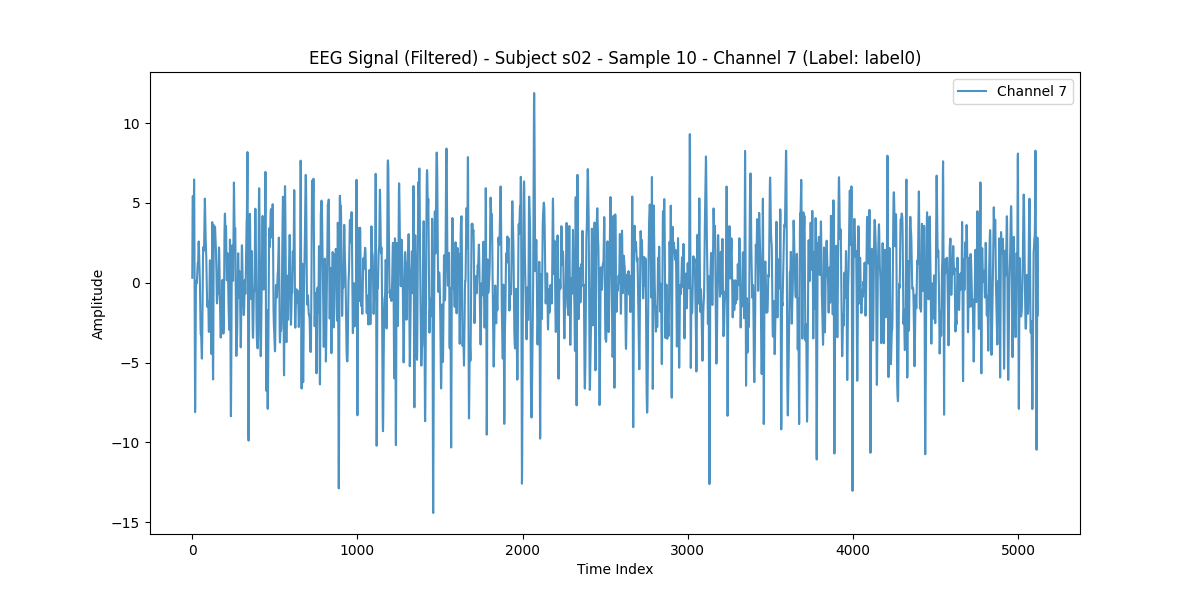 EEG Signal (Filtered) - Subject s02 - Sample 10 - Channel 7 (Label: label0)
Channel 7
10
5
0
−5
−10
−15
Amplitude
0 1000 2000 3000 4000 5000
Time Index